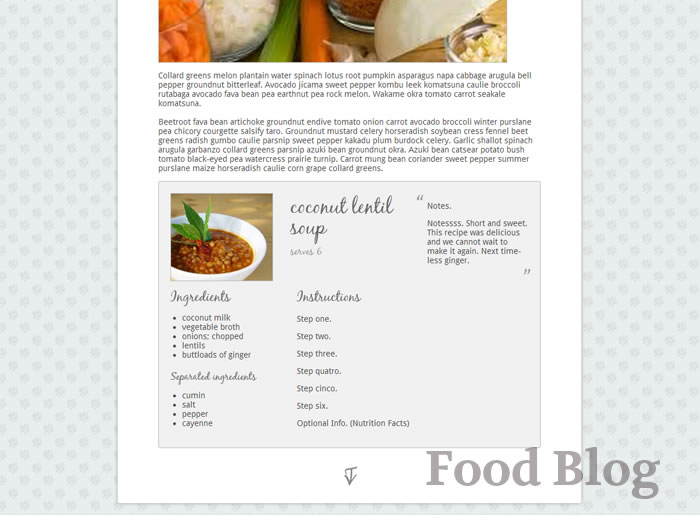 Collard greens melon plantain water spinach lotus root pumpkin asparagus napa cabbage arugula bell
pepper groundnut bitterleaf. Avocado jícama sweet pepper kombu leek komatsuna caulie broccoli
rutabaga avocado fava bean pea earthnut pea rock melon. Wakame okra tomato carrot seakale
komatsuna.
Beetroot fava bean artichoke groundnut endive tomato onion carrot avocado broccoli winter purslane
pea chicory courgette salsify taro. Groundnut mustard celery horseradish soybean cress fennel beet
greens radish gumbo caulie parsnip sweet pepper kakadu plum burdock celery. Garlic shallot spinach
arugula garbanzo collard greens parsnip azuki bean groundnut okra. Azuki bean catsear potato bush
tomato black-eyed pea watercress prairie turnip. Carrot mung bean coriander sweet pepper summer
purslane maize horseradish caulie corn grape collard greens.
coconut lentil
soup
serves 6
“ Notes,
Notessss. Short and sweet.
This recipe was delicious
and we cannot wait to
make it again. Next time-
less ginger.
”
Ingredients
coconut milk
vegetable broth
onions; chopped
lentils
buttloads of ginger
Separated ingredients
cumin
salt
pepper
cayenne
Instructions
Step one.
Step two.
Step three.
Step quatro.
Step cinco.
Step six.
Optional Info. (Nutrition Facts)
Food Blog